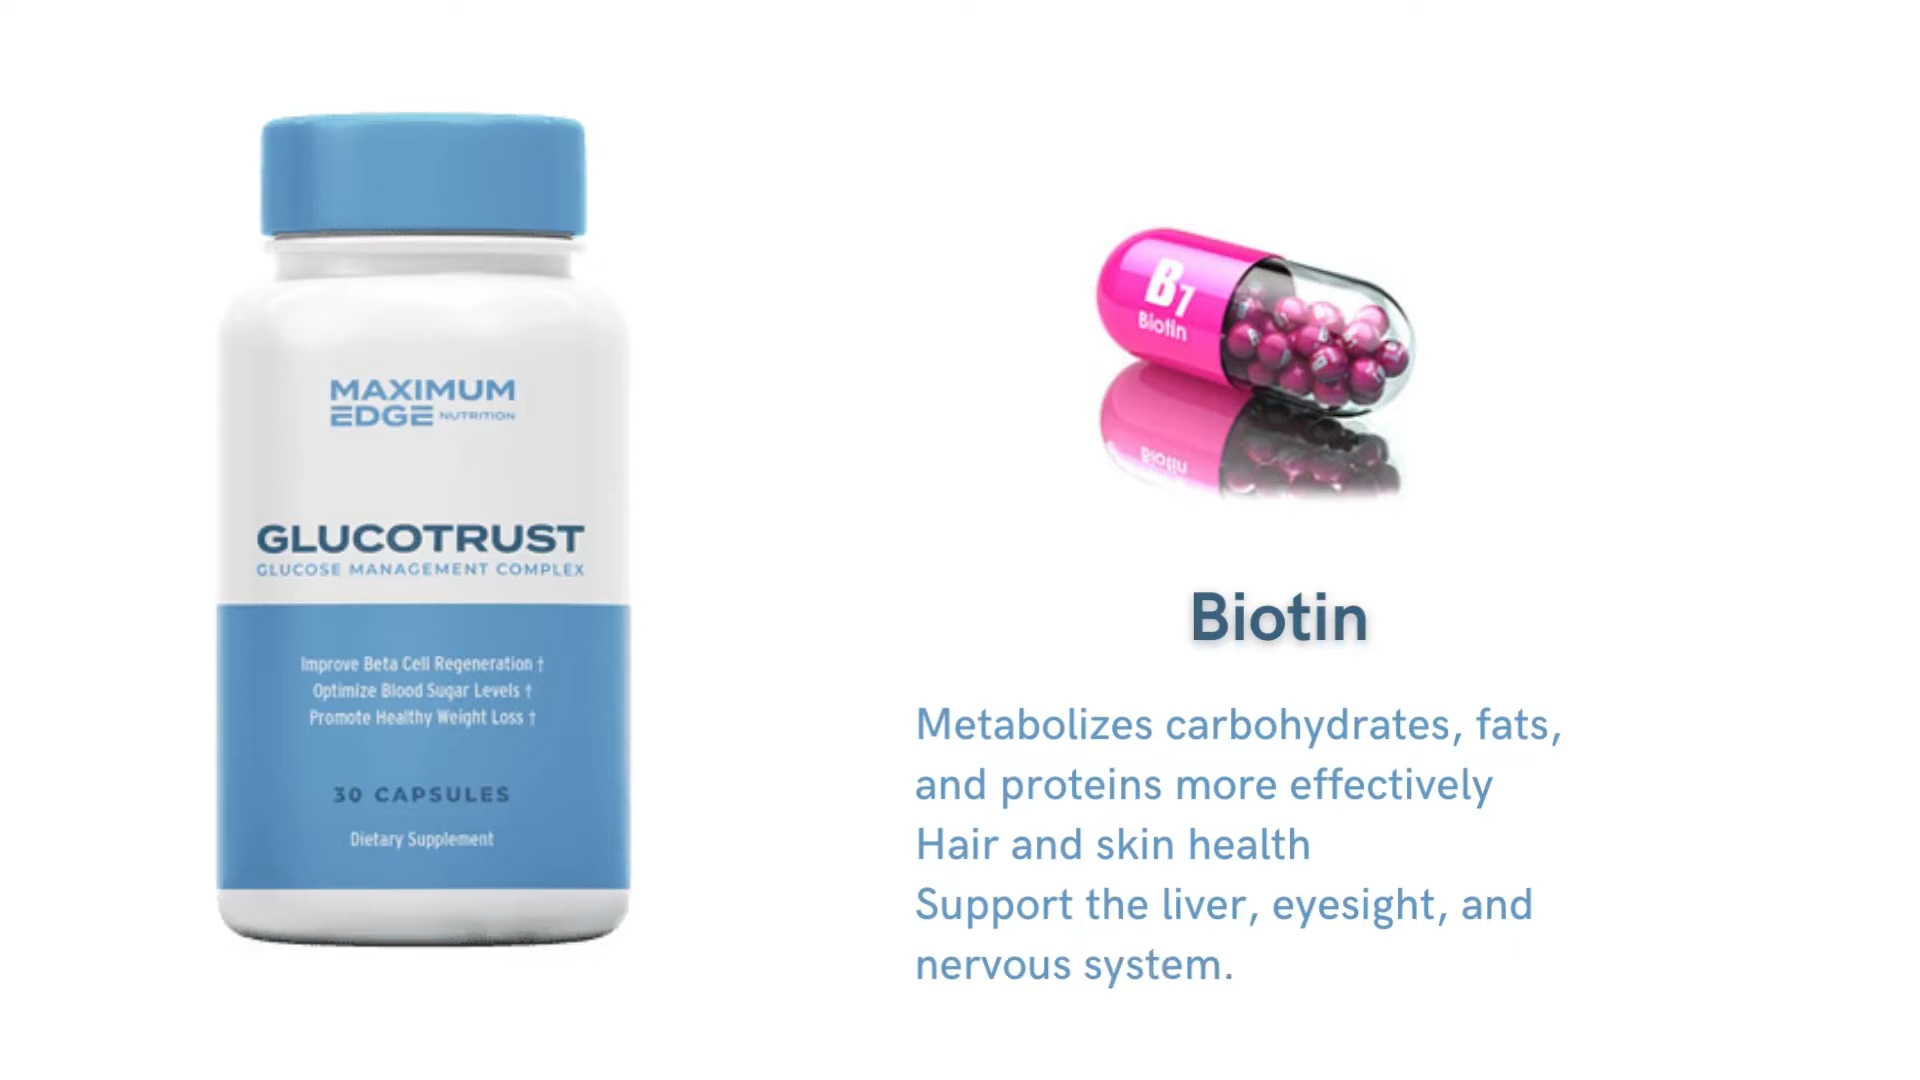 MAXIMUM
EDGE NUTRITION
GLUCOTRUST
GLUCOSE MANAGEMENT COMPLEX
Improve Beta Cell Regeneration †
Optimize Blood Sugar Levels †
Promote Healthy Weight Loss †
30 CAPSULES
Dietary Supplement
B7
Biotin
Biotin
Biotin
Metabolizes carbohydrates, fats,
and proteins more effectively
Hair and skin health
Support the liver, eyesight, and
nervous system.